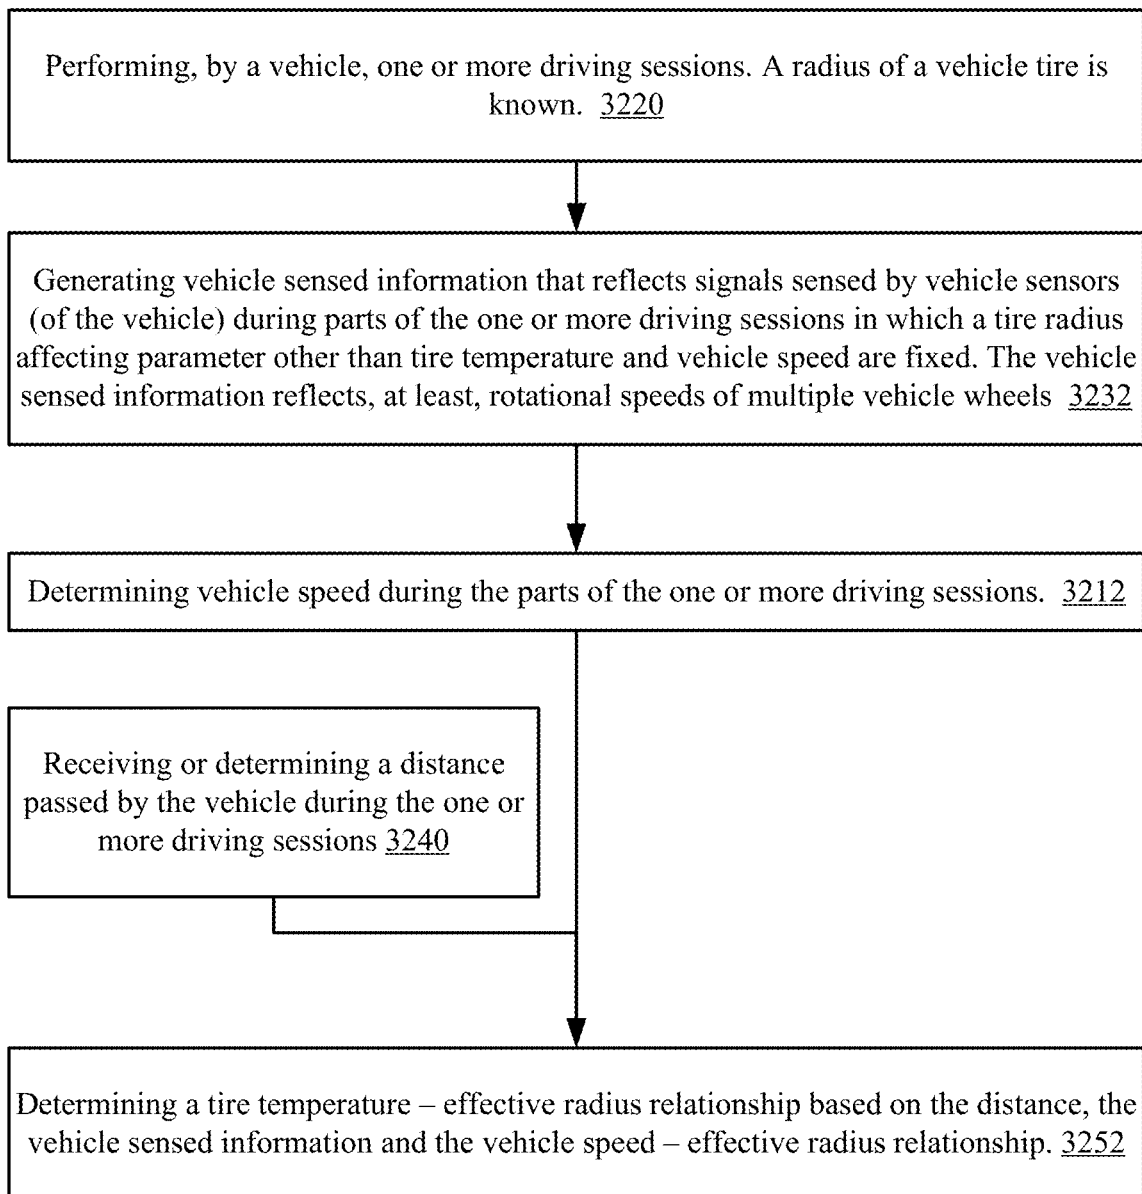 Performing, by a vehicle, one or more driving sessions. A radius of a vehicle tire is
known. 3220
Generating vehicle sensed information that reflects signals sensed by vehicle sensors
(of the vehicle) during parts of the one or more driving sessions in which a tire radius
affecting parameter other than tire temperature and vehicle speed are fixed. The vehicle
sensed information reflects, at least, rotational speeds of multiple vehicle wheels 3232
Determining vehicle speed during the parts of the one or more driving sessions. 3212
Receiving or determining a distance
passed by the vehicle during the one or
more driving sessions 3240
Determining a tire temperature – effective radius relationship based on the distance, the
vehicle sensed information and the vehicle speed – effective radius relationship. 3252